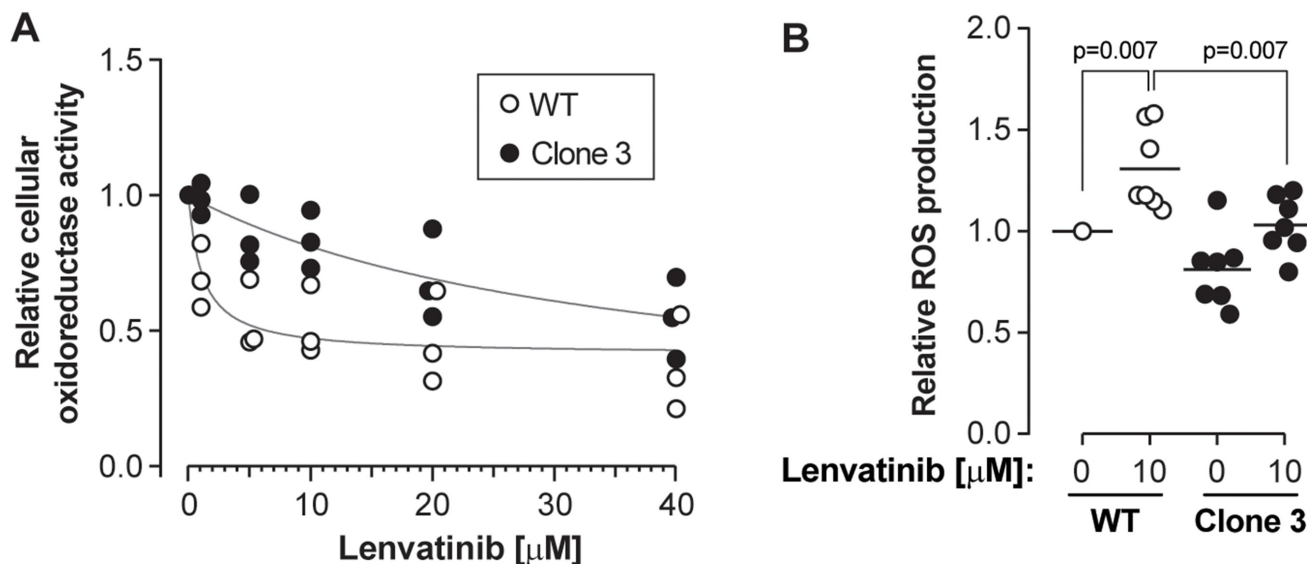 A
Relative cellular
oxidoreductase activity
1.5
1.0
0.5
0.0
WT
Clone 3
0 10 20 30 40
Lenvatinib [μM]
B
Relative ROS production
2.0
1.5
1.0
0.5
0.0
p=0.007 p=0.007
Lenvatinib [μM]: 0 10 0 10
WT Clone 3